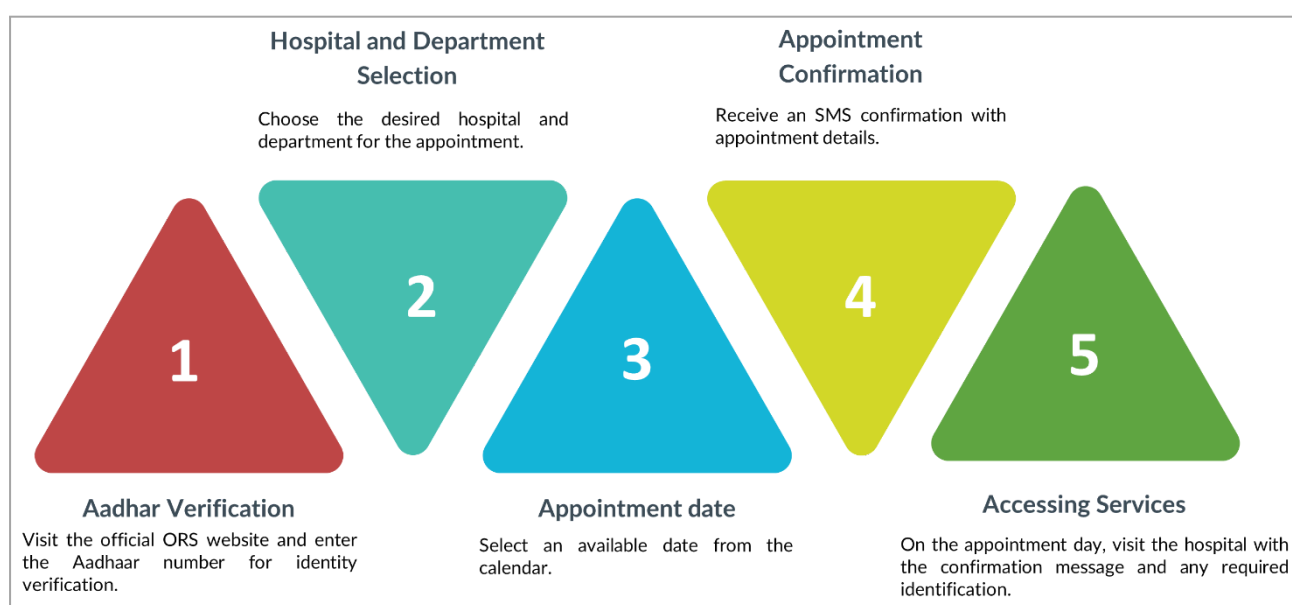 1
Aadhar Verification
Visit the official ORS website and enter
the Aadhaar number for identity
verification.
Hospital and Department
Selection
Choose the desired hospital and
department for the appointment.
2
3
Appointment date
Select an available date from the
calendar.
Appointment
Confirmation
Receive an SMS confirmation with
appointment details.
4
5
Accessing Services
On the appointment day, visit the hospital with
the confirmation message and any required
identification.